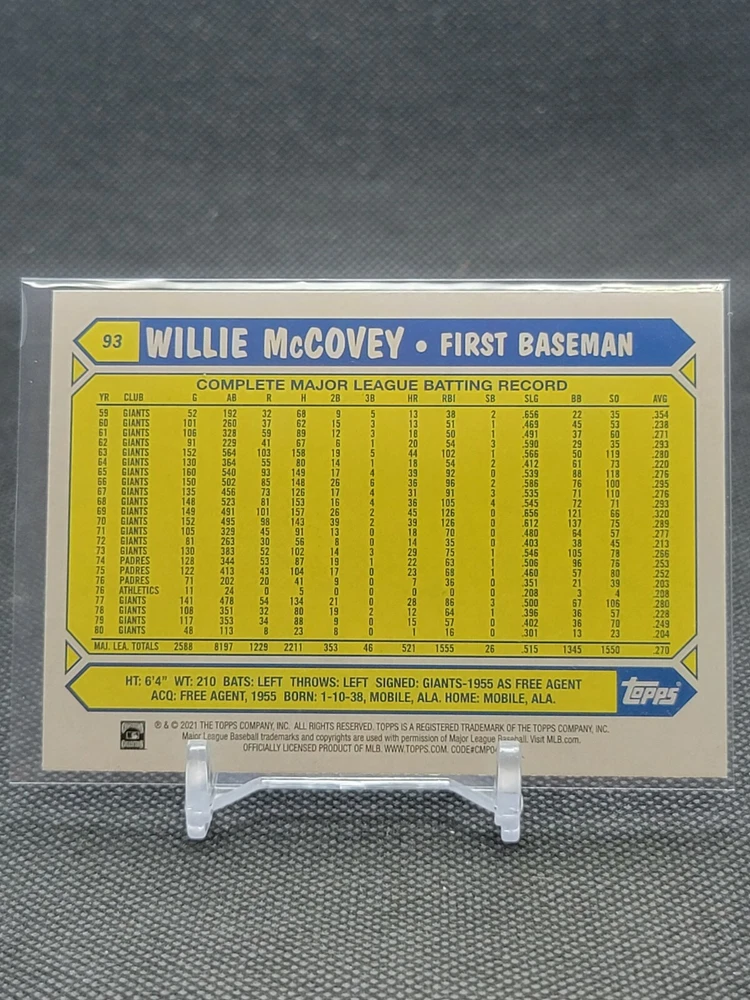 93 WILLIE McCOVEY • FIRST BASEMAN
COMPLETE MAJOR LEAGUE BATTING RECORD
YR CLUB G AB R H 2B 3B HR RBI SB SLG BB SO AVG
59 GIANTS 52 192 32 68 9 5 13 38 2 .656 22 35 .354
60 GIANTS 101 260 37 62 15 3 13 51 1 .469 45 53 .238
61 GIANTS 106 328 59 89 12 3 18 50 1 .491 37 60 .271
62 GIANTS 91 229 41 67 6 1 20 54 3 .590 29 35 .293
63 GIANTS 152 564 103 158 19 5 44 102 1 .566 50 119 .280
64 GIANTS 130 364 55 80 14 1 18 54 2 .412 61 73 .220
65 GIANTS 160 540 93 149 17 4 39 92 0 .539 88 118 .276
66 GIANTS 150 502 85 148 26 6 36 96 2 .586 76 100 .295
67 GIANTS 135 456 73 126 17 4 31 91 3 .535 71 110 .276
68 GIANTS 148 523 81 153 16 4 36 105 4 .545 72 71 .293
69 GIANTS 149 491 101 157 26 2 45 126 0 .656 121 66 .320
70 GIANTS 152 495 98 143 39 2 39 126 0 .612 137 75 .289
71 GIANTS 105 329 45 91 13 0 18 70 0 .480 64 57 .277
72 GIANTS 81 263 30 56 8 0 14 35 0 .403 38 45 .213
73 GIANTS 130 383 52 102 14 3 29 75 1 .546 105 78 .266
74 PADRES 128 344 53 87 19 1 22 63 1 .506 96 76 .253
75 PADRES 122 413 43 104 17 0 23 68 1 .460 57 80 .252
76 PADRES 71 202 20 41 9 0 7 36 0 .351 21 39 .203
76 ATHLETICS 11 24 0 5 0 0 0 0 0 .208 3 4 .208
77 GIANTS 141 478 54 134 21 0 28 86 3 .500 67 106 .280
78 GIANTS 108 351 32 80 19 2 12 64 1 .396 36 57 .228
79 GIANTS 117 353 34 88 9 0 15 57 0 .402 36 70 .249
80 GIANTS 48 113 8 23 8 0 1 16 0 .301 13 23 .204
MAJ. LEA. TOTALS 2588 8197 1229 2211 353 46 521 1555 26 .515 1345 1550 .270
HT: 6'4" WT: 210 BATS: LEFT THROWS: LEFT SIGNED: GIANTS-1955 AS FREE AGENT
ACQ: FREE AGENT, 1955 BORN: 1-10-38, MOBILE, ALA. HOME: MOBILE, ALA.
TOPPS®
® & © 2021 THE TOPPS COMPANY, INC. ALL RIGHTS RESERVED. TOPPS IS A REGISTERED TRADEMARK OF THE TOPPS COMPANY, INC.
Major League Baseball trademarks and copyrights are used with permission of Major League Baseball. Visit MLB.com.
OFFICIALLY LICENSED PRODUCT OF MLB. WWW.TOPPS.COM. CODE#CMP0